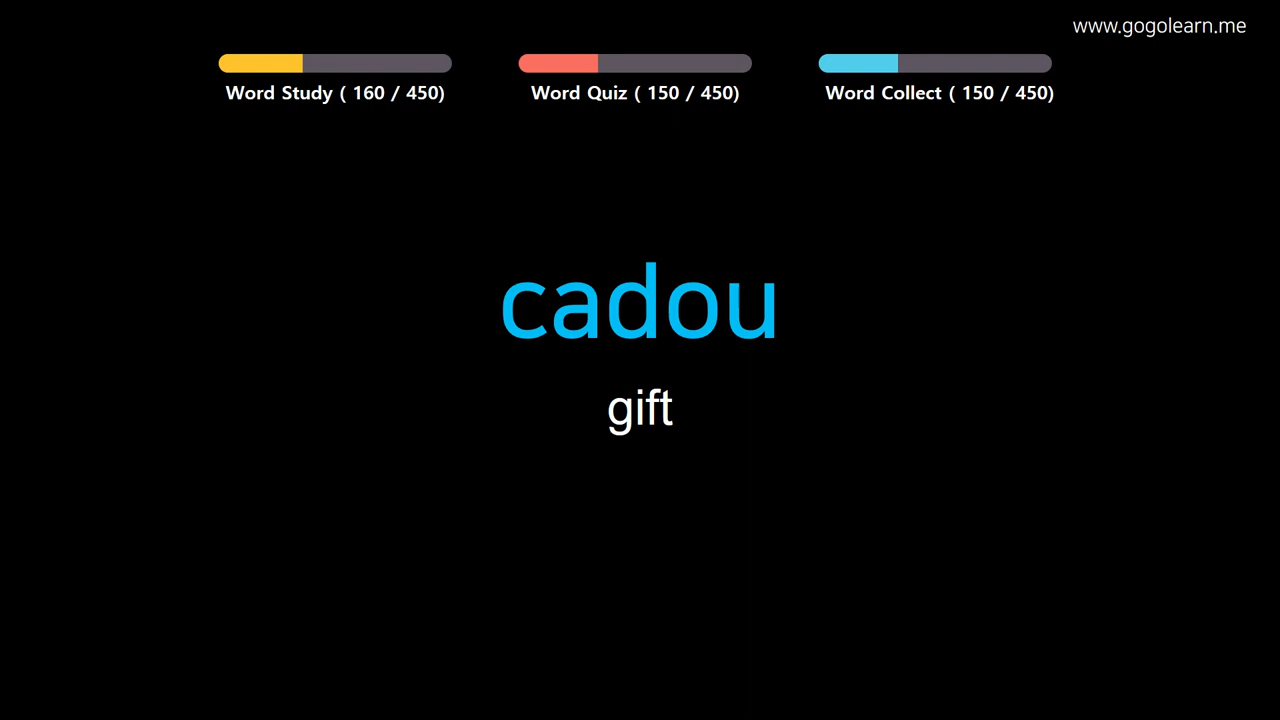 www.gogolearn.me
Word Study ( 160 / 450)
Word Quiz ( 150 / 450)
Word Collect ( 150 / 450)
cadou
gift